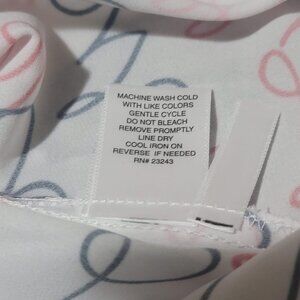 MACHINE WASH COLD
WITH LIKE COLORS
GENTLE CYCLE
DO NOT BLEACH
REMOVE PROMPTLY
LINE DRY
COOL IRON ON
REVERSE IF NEEDED
RN# 23243